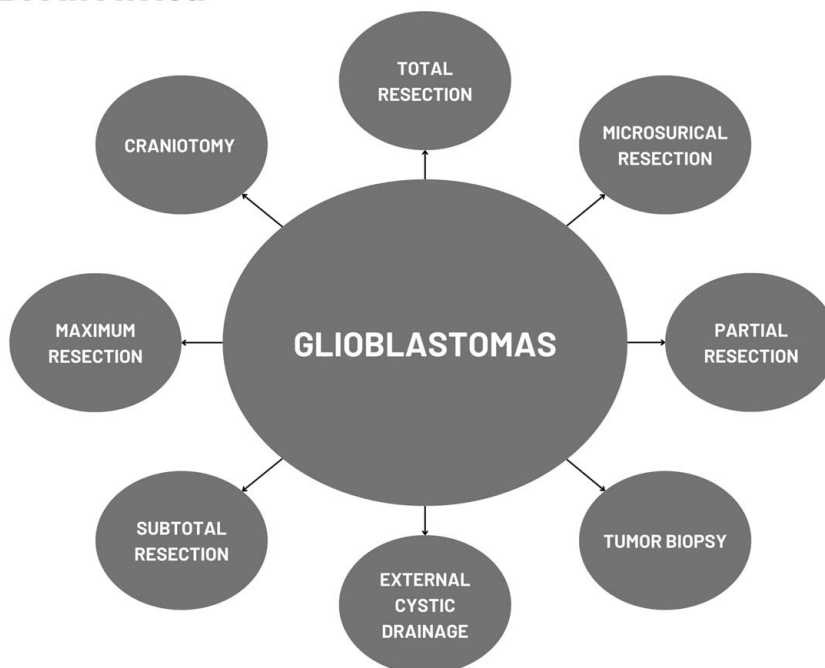 TOTAL
RESECTION
MICROSURICAL
RESECTION
CRANIOTOMY
MAXIMUM
RESECTION
GLIOBLASTOMAS
PARTIAL
RESECTION
SUBTOTAL
RESECTION
TUMOR BIOPSY
EXTERNAL
CYSTIC
DRAINAGE